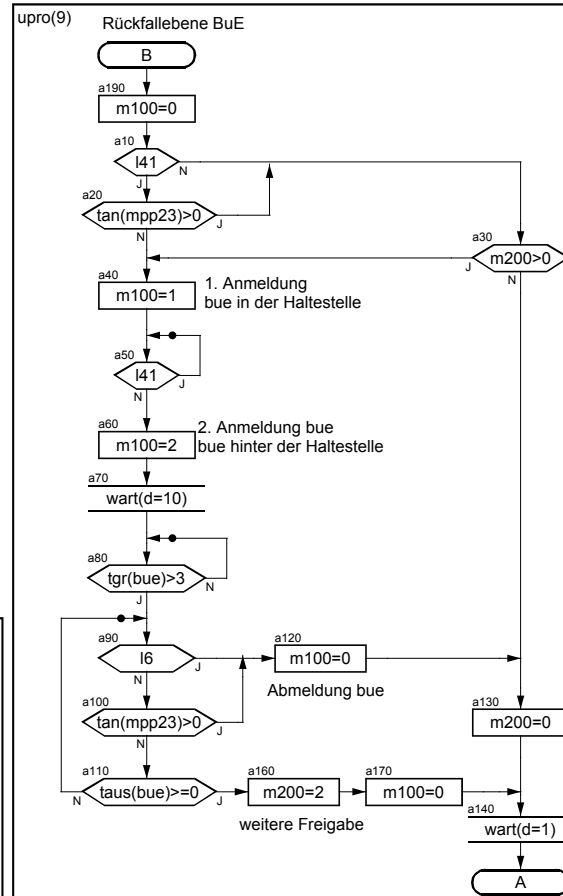 upro(9)
Rückfallebene BuE
B
a190
m100=0
a10
l41
N
J
a20
tan(mpp23)>0
J
N
a30
m200>0
J
N
a40
m100=1
1. Anmeldung
bue in der Haltestelle
a50
l41
J
N
a60
m100=2
2. Anmeldung bue
bue hinter der Haltestelle
a70
wart(d=10)
a80
tgr(bue)>3
N
J
a90
l6
J
N
a120
m100=0
Abmeldung bue
a100
tan(mpp23)>0
J
N
a130
m200=0
a110
taus(bue)>=0
N
J
a160
m200=2
a170
m100=0
weitere Freigabe
a140
wart(d=1)
A